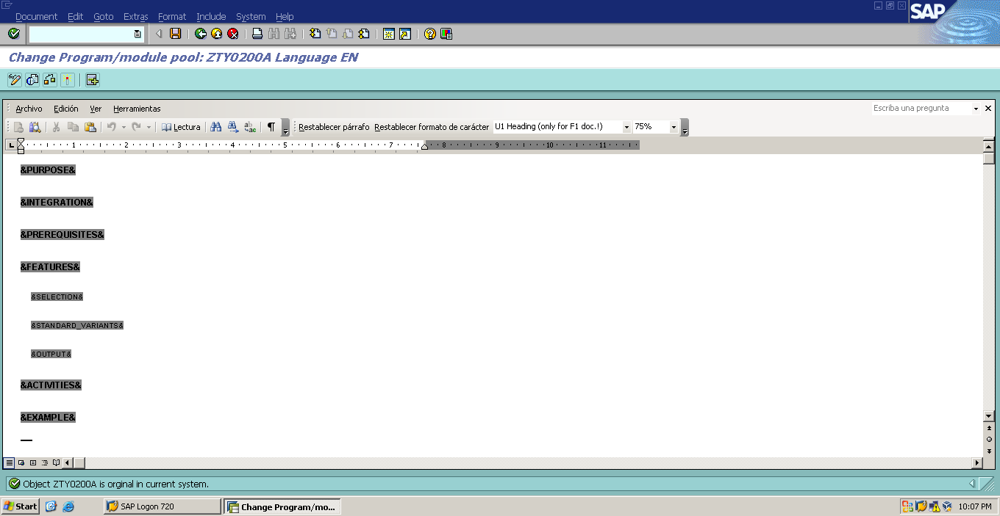 Document Edit Goto Extras Format Include System Help
SAP
Change Program/module pool: ZTY0200A Language EN
Archivo Edición Ver Herramientas Escriba una pregunta
Lectura Restablecer párrafo Restablecer formato de carácter U1 Heading (only for F1 doc.!) 75%
1 2 3 4 5 6 7 8 9 10 11
&PURPOSE&
&INTEGRATION&
&PREREQUISITES&
&FEATURES&
&SELECTION&
&STANDARD_VARIANTS&
&OUTPUT&
&ACTIVITIES&
&EXAMPLE&
Object ZTY0200A is orginal in current system.
Start SAP Logon 720 Change Program/mo... 10:07 PM